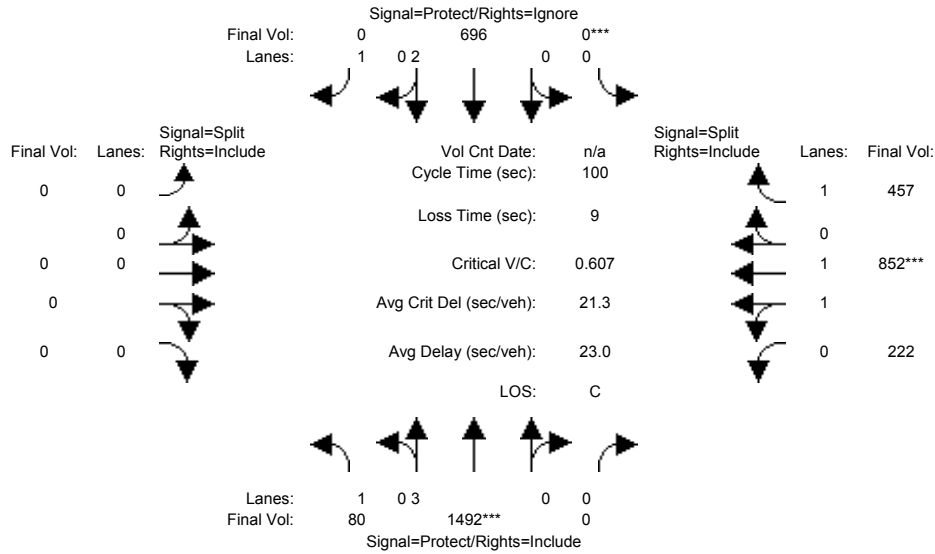 Signal=Protect/Rights=Ignore
Final Vol: 0 696 0***
Lanes: 1 0 2 0 0
Signal=Split
Final Vol: Lanes: Rights=Include
Vol Cnt Date: n/a
Signal=Split
Rights=Include Lanes: Final Vol:
Cycle Time (sec): 100
0 0
1 457
Loss Time (sec): 9
0
0
0 0
Critical V/C: 0.607
1 852***
0
Avg Crit Del (sec/veh): 21.3
1
0 0
Avg Delay (sec/veh): 23.0
0 222
LOS: C
Lanes: 1 0 3 0 0
Final Vol: 80 1492*** 0
Signal=Protect/Rights=Include